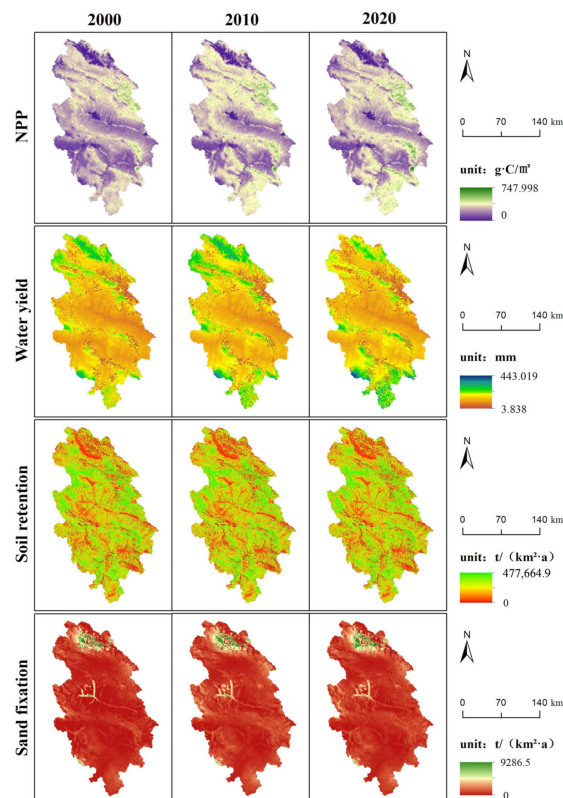 2000 2010 2020
NPP
N
0 70 140 km
unit: g·C/㎡
747.998
0
Water yield
N
0 70 140 km
unit: mm
443.019
3.838
Soil retention
N
0 70 140 km
unit: t/（km²·a）
477,664.9
0
Sand fixation
N
0 70 140 km
unit: t/（km²·a）
9286.5
0